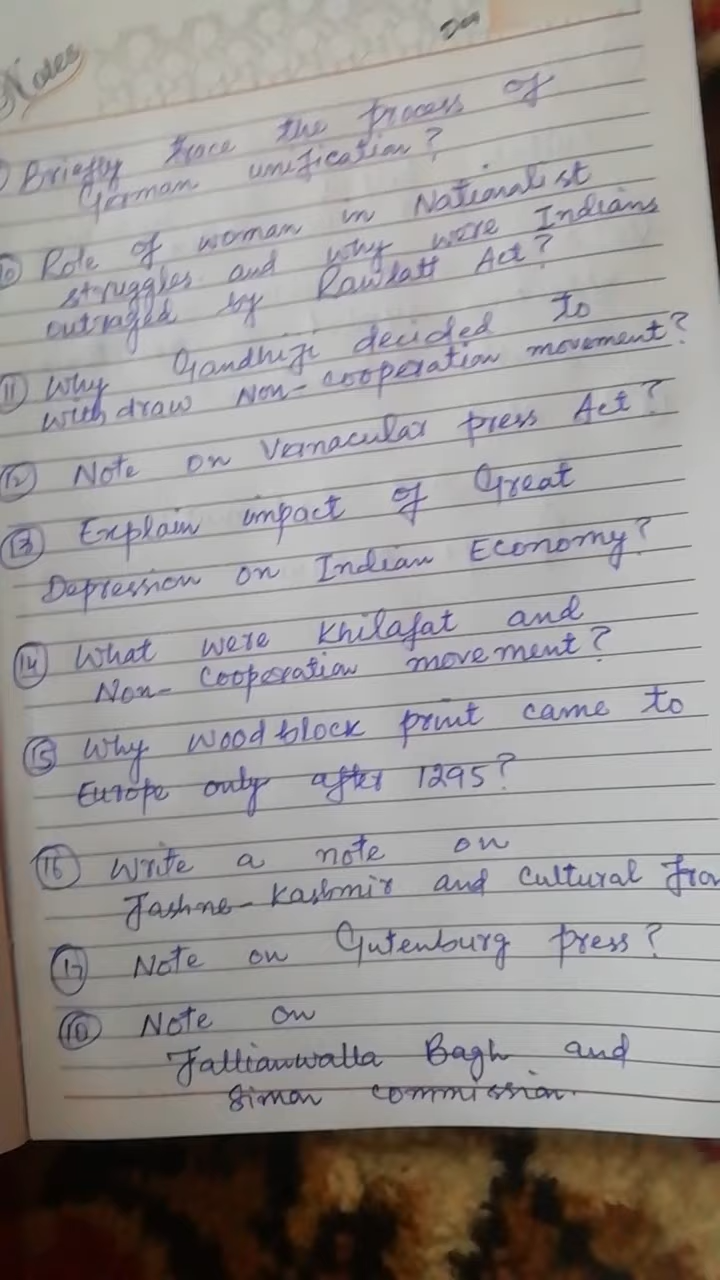 Notes
Briefly trace the process of
German unification?
Role of woman in Nationalist
struggles and why were Indians
outraged by Rawlatt Act?
11 Why Gandhiji decided to
withdraw Non-cooperation movement?
12 Note on Vernacular press Act?
13 Explain impact of Great
Depression on Indian Economy?
14 What were Khilafat and
Non-Cooperation movement?
15 Why Woodblock print came to
Europe only after 1295?
16 Write a note on
Jashne-Kashmir and cultural
17 Note on Gutenburg press?
18 Note on
Jallianwalla Bagh and
Simon commission.